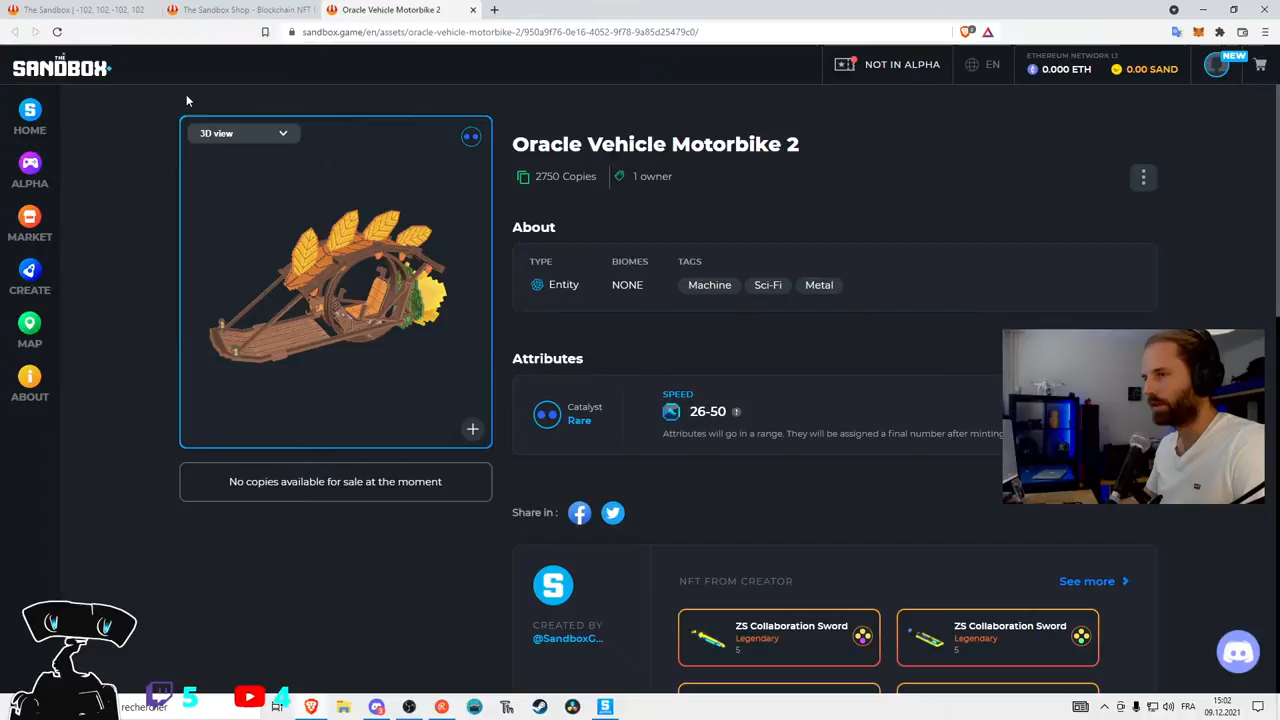 The Sandbox | -102, 102 -102, 102
The Sandbox Shop - Blockchain NFT
Oracle Vehicle Motorbike 2
sandbox.game/en/assets/oracle-vehicle-motorbike-2/950a9f76-0e16-4052-9f78-9a85d25479c0/
THE
SANDBOX
NOT IN ALPHA
EN
ETHEREUM NETWORK L1
0.000 ETH
0.00 SAND
NEW
HOME
ALPHA
MARKET
CREATE
MAP
ABOUT
3D view
No copies available for sale at the moment
Oracle Vehicle Motorbike 2
2750 Copies
1 owner
About
TYPE
BIOMES
TAGS
Entity
NONE
Machine
Sci-Fi
Metal
Attributes
Catalyst
Rare
SPEED
26-50
Attributes will go in a range. They will be assigned a final number after minting
Share in :
CREATED BY
@SandboxG...
NFT FROM CREATOR
See more
ZS Collaboration Sword
Legendary
5
ZS Collaboration Sword
Legendary
5
5
4
rechercher
FRA
15:02
09.12.2021